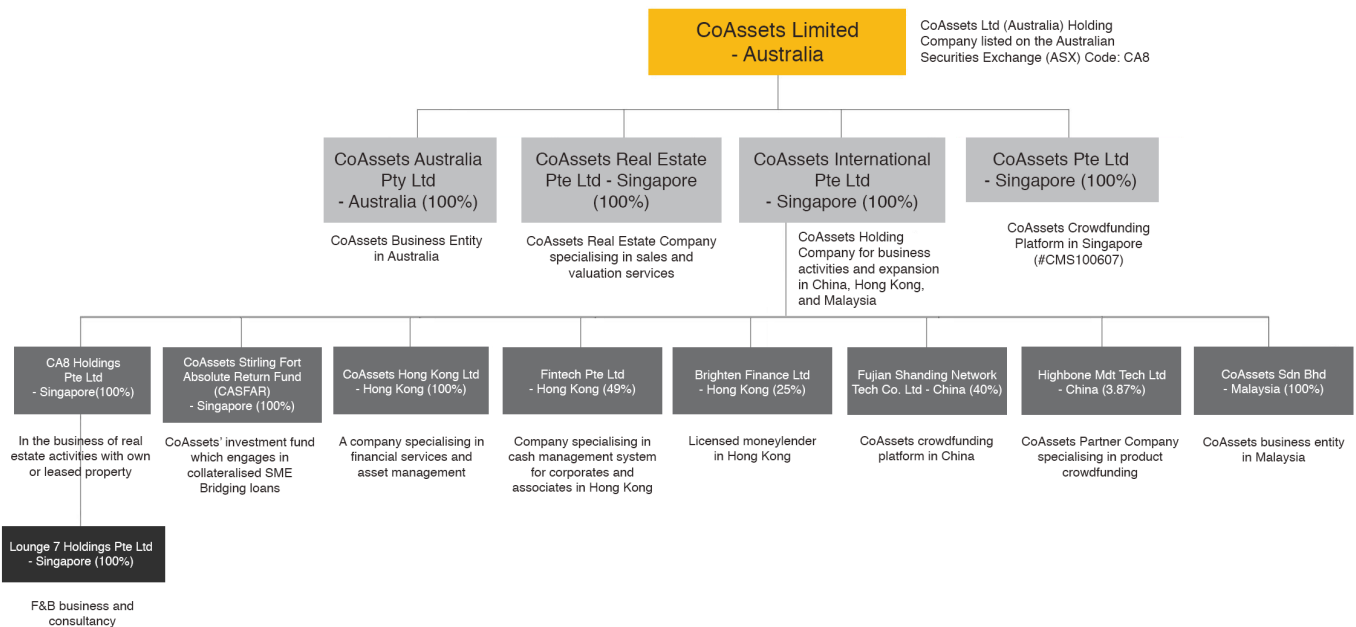 CoAssets Limited
- Australia
CoAssets Ltd (Australia) Holding
Company listed on the Australian
Securities Exchange (ASX) Code: CA8
CoAssets Australia
Pty Ltd
- Australia (100%)
CoAssets Business Entity
in Australia
CoAssets Real Estate
Pte Ltd - Singapore
(100%)
CoAssets Real Estate Company
specialising in sales and
valuation services
CoAssets International
Pte Ltd
- Singapore (100%)
CoAssets Holding
Company for business
activities and expansion
in China, Hong Kong,
and Malaysia
CoAssets Pte Ltd
- Singapore (100%)
CoAssets Crowdfunding
Platform in Singapore
(#CMS100607)
CA8 Holdings
Pte Ltd
- Singapore(100%)
In the business of real
estate activities with own
or leased property
CoAssets Stirling Fort
Absolute Return Fund
(CASFAR)
- Singapore (100%)
CoAssets' investment fund
which engages in
collateralised SME
Bridging loans
CoAssets Hong Kong Ltd
- Hong Kong (100%)
A company specialising in
financial services and
asset management
Fintech Pte Ltd
- Hong Kong (49%)
Company specialising in
cash management system
for corporates and
associates in Hong Kong
Brighten Finance Ltd
- Hong Kong (25%)
Licensed moneylender
in Hong Kong
Fujian Shanding Network
Tech Co. Ltd - China (40%)
CoAssets crowdfunding
platform in China
Highbone Mdt Tech Ltd
- China (3.87%)
CoAssets Partner Company
specialising in product
crowdfunding
CoAssets Sdn Bhd
- Malaysia (100%)
CoAssets business entity
in Malaysia
Lounge 7 Holdings Pte Ltd
- Singapore (100%)
F&B business and
consultancy